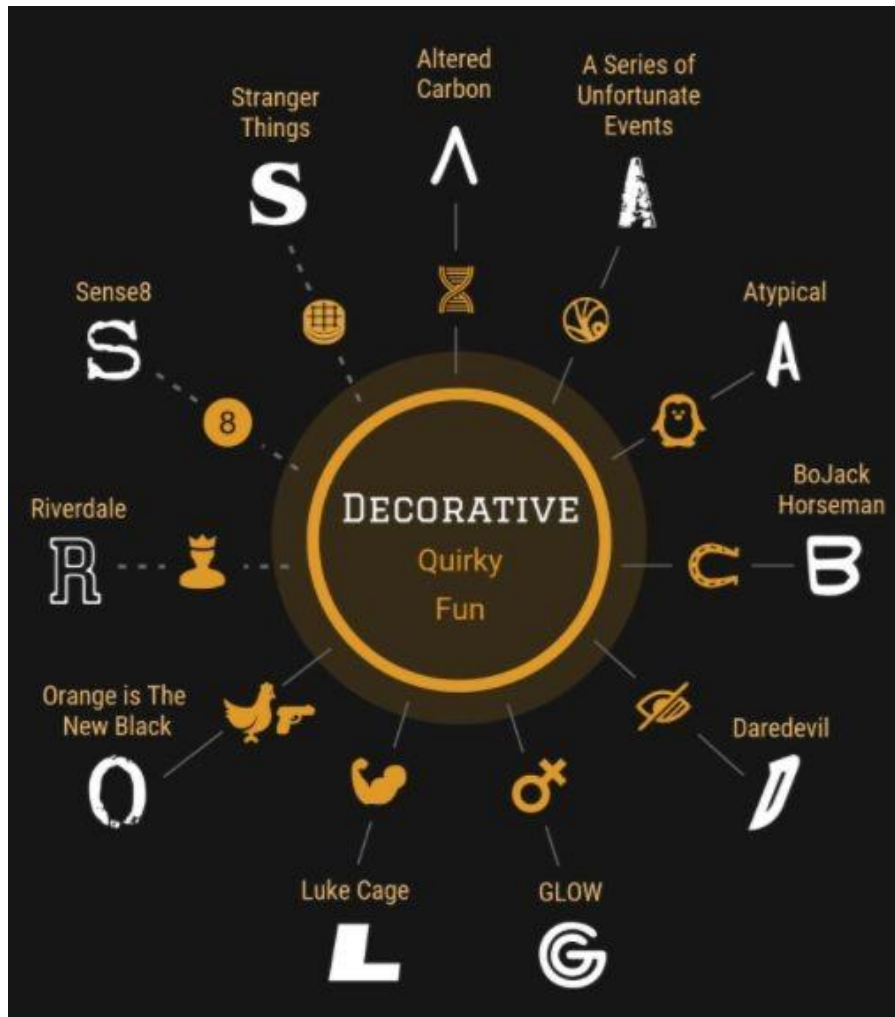 Altered
Carbon
Λ
A Series of
Unfortunate
Events
A
Stranger
Things
S
Sense8
S
8
Atypical
A
BoJack
Horseman
B
Riverdale
R
DECORATIVE
Quirky
Fun
Orange is The
New Black
O
Daredevil
D
Luke Cage
L
GLOW
G